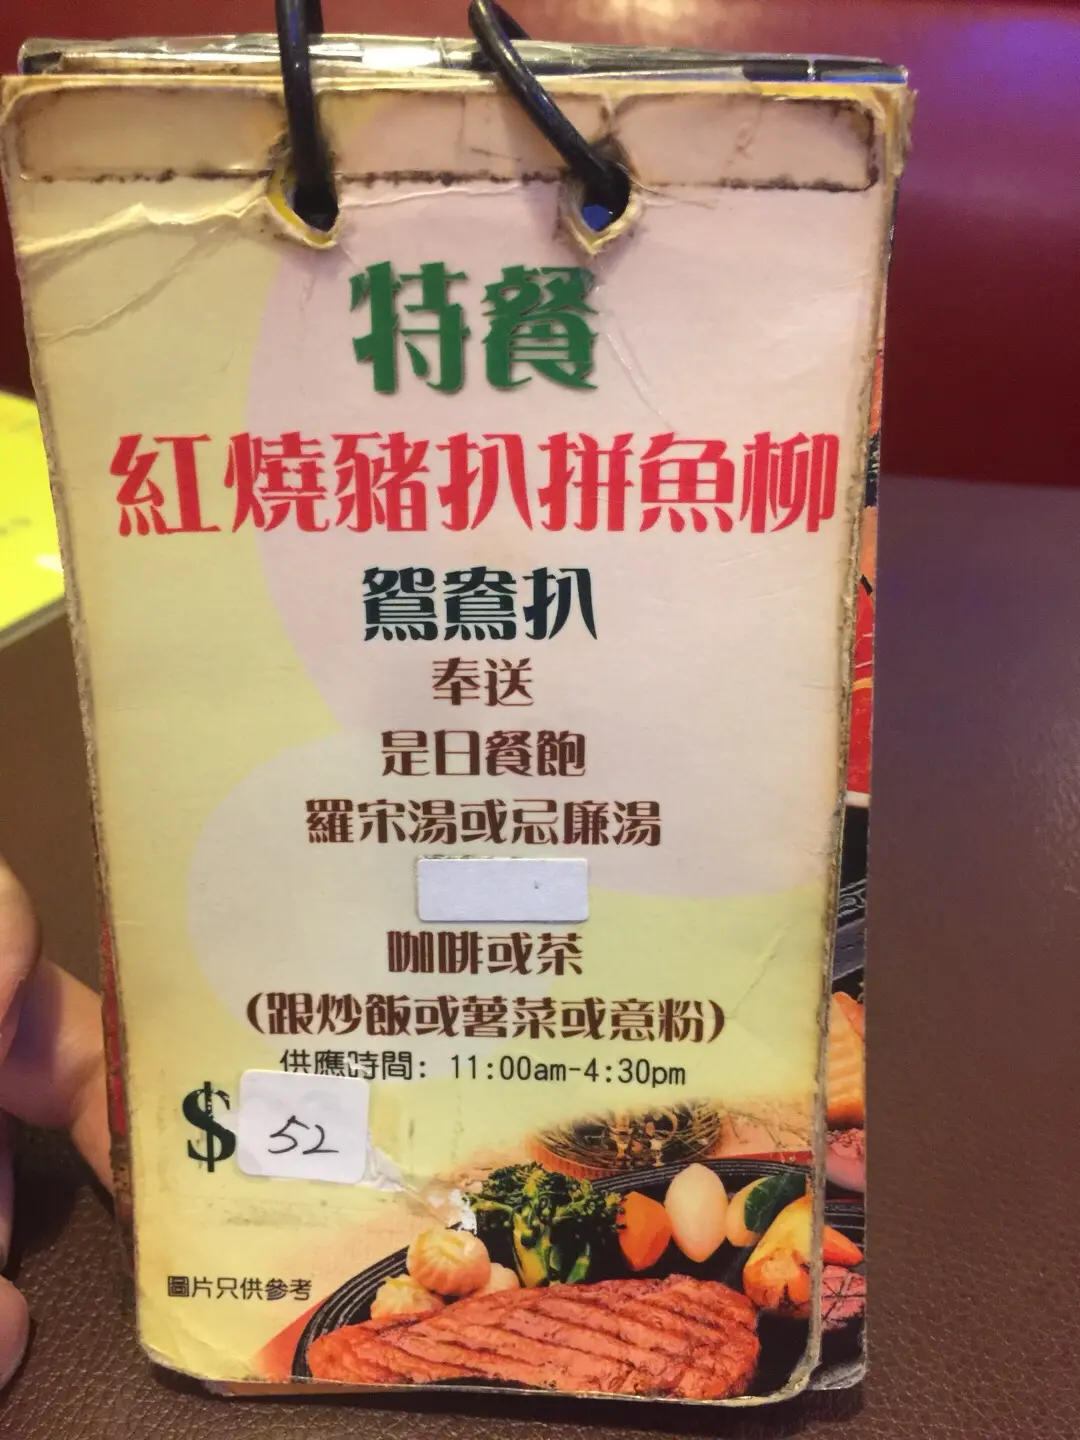 特餐
紅燒豬扒拼魚柳
鴛鴦扒
奉送
是日餐飽
羅宋湯或忌廉湯
咖啡或茶
(跟炒飯或薯菜或意粉)
供應時間: 11:00am-4:30pm
$52
圖片只供參考